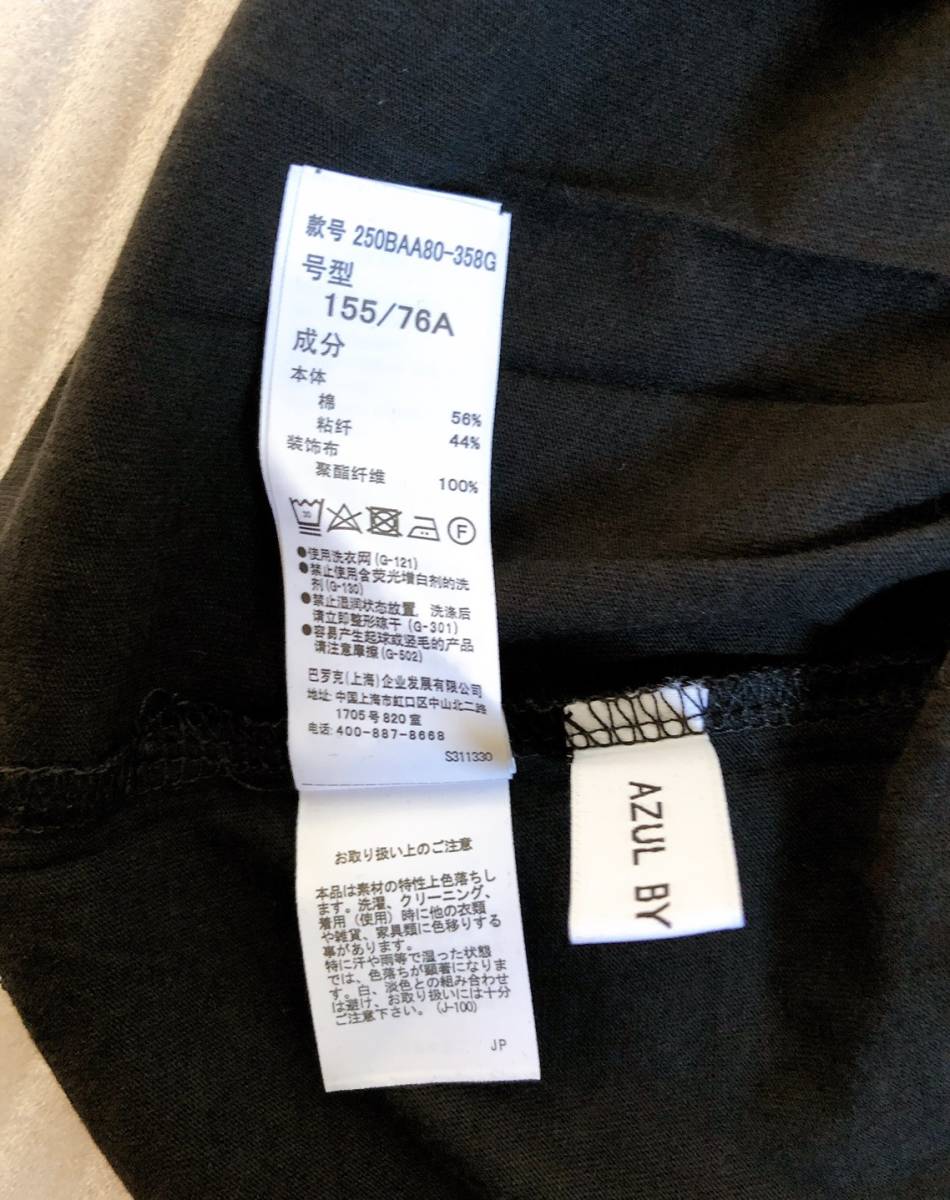 款号 250BAA80-358G
号型
155/76A
成分
本体
棉 56%
粘纤 44%
装饰布
聚酯纤维 100%
30
F
●使用洗衣网(G-121)
●禁止使用含荧光增白剂的洗
剂(G-130)
●禁止湿润状态放置，洗涤后
请立即整形晾干(G-301)
●容易产生起球或竖毛的产品
请注意摩擦(G-502)
巴罗克(上海)企业发展有限公司
地址:中国上海市虹口区中山北二路
1705号820室
电话:400-887-8668
S311330
お取り扱い上のご注意
本品は素材の特性上色落ちし
ます。洗濯、クリーニング、
着用（使用）時に他の衣類
や雑貨、家具類に色移りする
事があります。
特に汗や雨等で湿った状態
では、色落ちが顕著になりま
す。白、淡色との組み合わせ
は避け、お取り扱いには十分
ご注意下さい。(J-100)
JP
AZUL BY